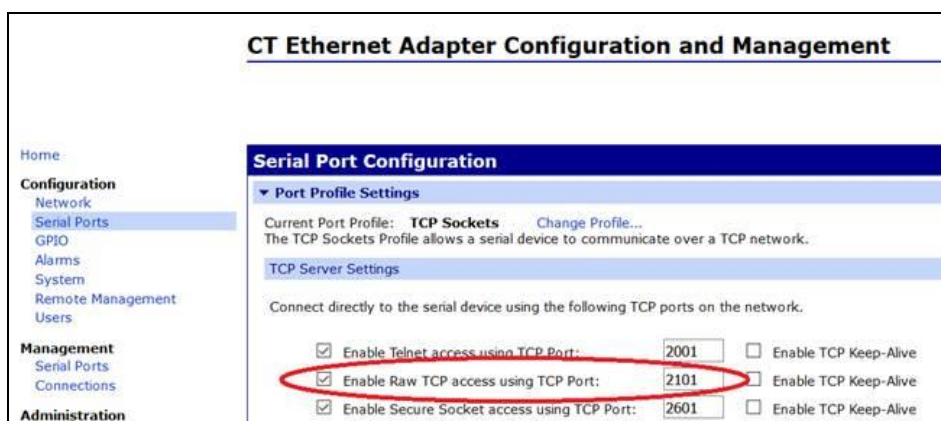 CT Ethernet Adapter Configuration and Management
Home
Configuration
Network
Serial Ports
GPIO
Alarms
System
Remote Management
Users
Management
Serial Ports
Connections
Administration
Serial Port Configuration
Port Profile Settings
Current Port Profile: TCP Sockets Change Profile...
The TCP Sockets Profile allows a serial device to communicate over a TCP network.
TCP Server Settings
Connect directly to the serial device using the following TCP ports on the network.
Enable Telnet access using TCP Port: 2001 Enable TCP Keep-Alive
Enable Raw TCP access using TCP Port: 2101 Enable TCP Keep-Alive
Enable Secure Socket access using TCP Port: 2601 Enable TCP Keep-Alive